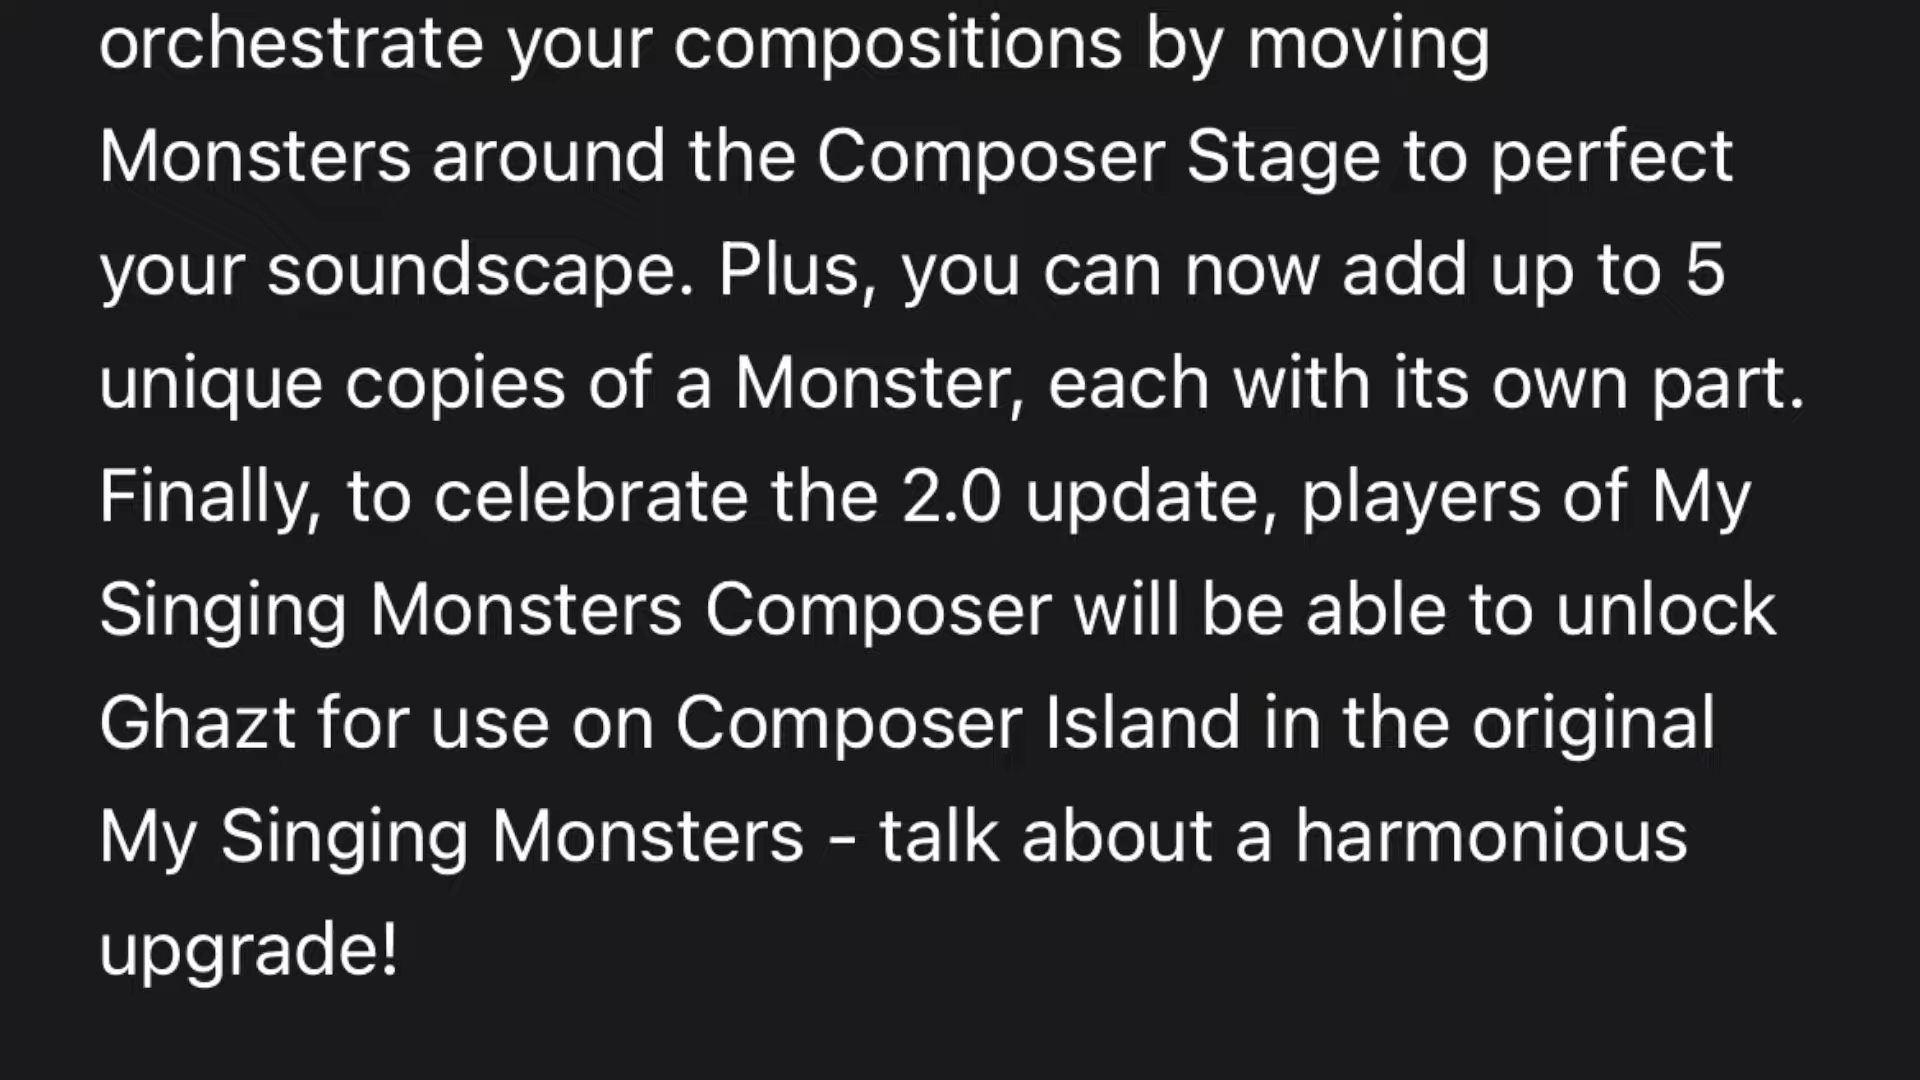 orchestrate your compositions by moving
Monsters around the Composer Stage to perfect
your soundscape. Plus, you can now add up to 5
unique copies of a Monster, each with its own part.
Finally, to celebrate the 2.0 update, players of My
Singing Monsters Composer will be able to unlock
Ghazt for use on Composer Island in the original
My Singing Monsters - talk about a harmonious
upgrade!